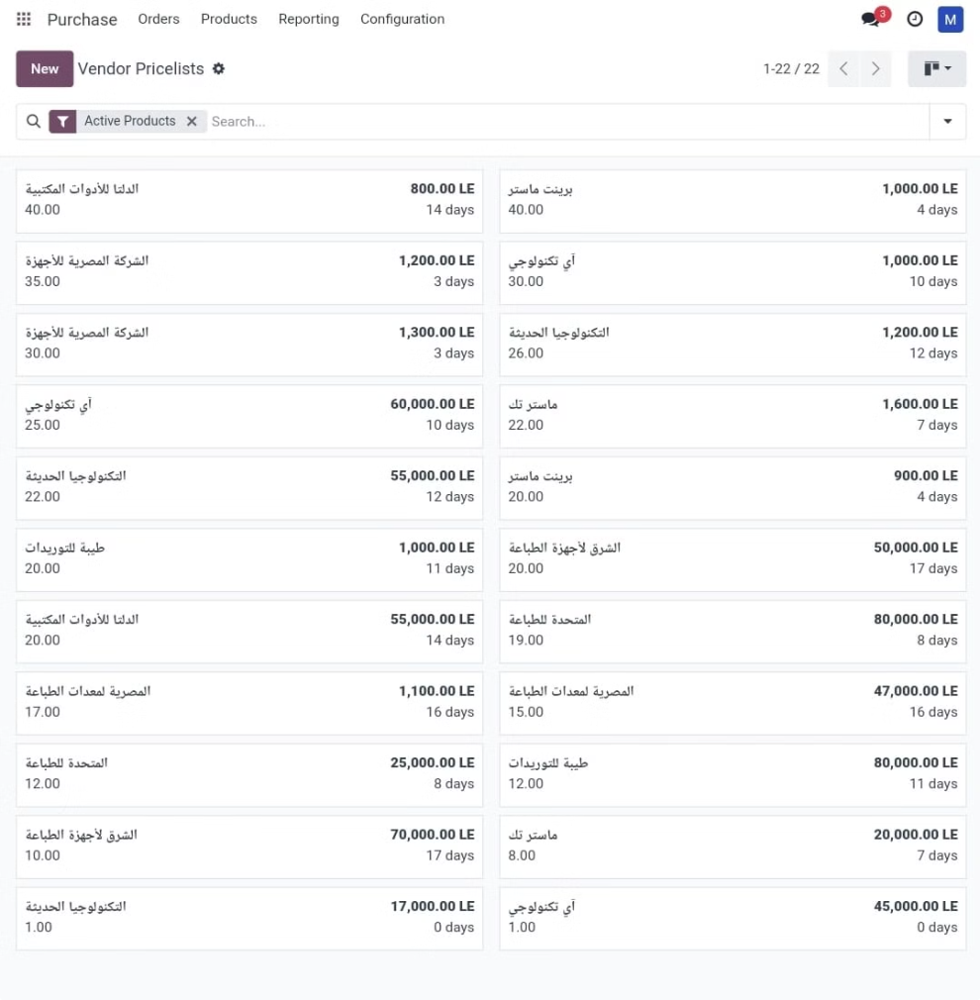 Purchase Orders Products Reporting Configuration 3 M
New Vendor Pricelists 1-22 / 22
Active Products Search...
الدلتا للأدوات المكتبية 800.00 LE
40.00 14 days
برينت ماستر 1,000.00 LE
40.00 4 days
الشركة المصرية للأجهزة 1,200.00 LE
35.00 3 days
آي تكنولوجي 1,000.00 LE
30.00 10 days
الشركة المصرية للأجهزة 1,300.00 LE
30.00 3 days
التكنولوجيا الحديثة 1,200.00 LE
26.00 12 days
آي تكنولوجي 60,000.00 LE
25.00 10 days
ماستر تك 1,600.00 LE
22.00 7 days
التكنولوجيا الحديثة 55,000.00 LE
22.00 12 days
برينت ماستر 900.00 LE
20.00 4 days
طيبة للتوريدات 1,000.00 LE
20.00 11 days
الشرق لأجهزة الطباعة 50,000.00 LE
20.00 17 days
الدلتا للأدوات المكتبية 55,000.00 LE
20.00 14 days
المتحدة للطباعة 80,000.00 LE
19.00 8 days
المصرية لمعدات الطباعة 1,100.00 LE
17.00 16 days
المصرية لمعدات الطباعة 47,000.00 LE
15.00 16 days
المتحدة للطباعة 25,000.00 LE
12.00 8 days
طيبة للتوريدات 80,000.00 LE
12.00 11 days
الشرق لأجهزة الطباعة 70,000.00 LE
10.00 17 days
ماستر تك 20,000.00 LE
8.00 7 days
التكنولوجيا الحديثة 17,000.00 LE
1.00 0 days
آي تكنولوجي 45,000.00 LE
1.00 0 days